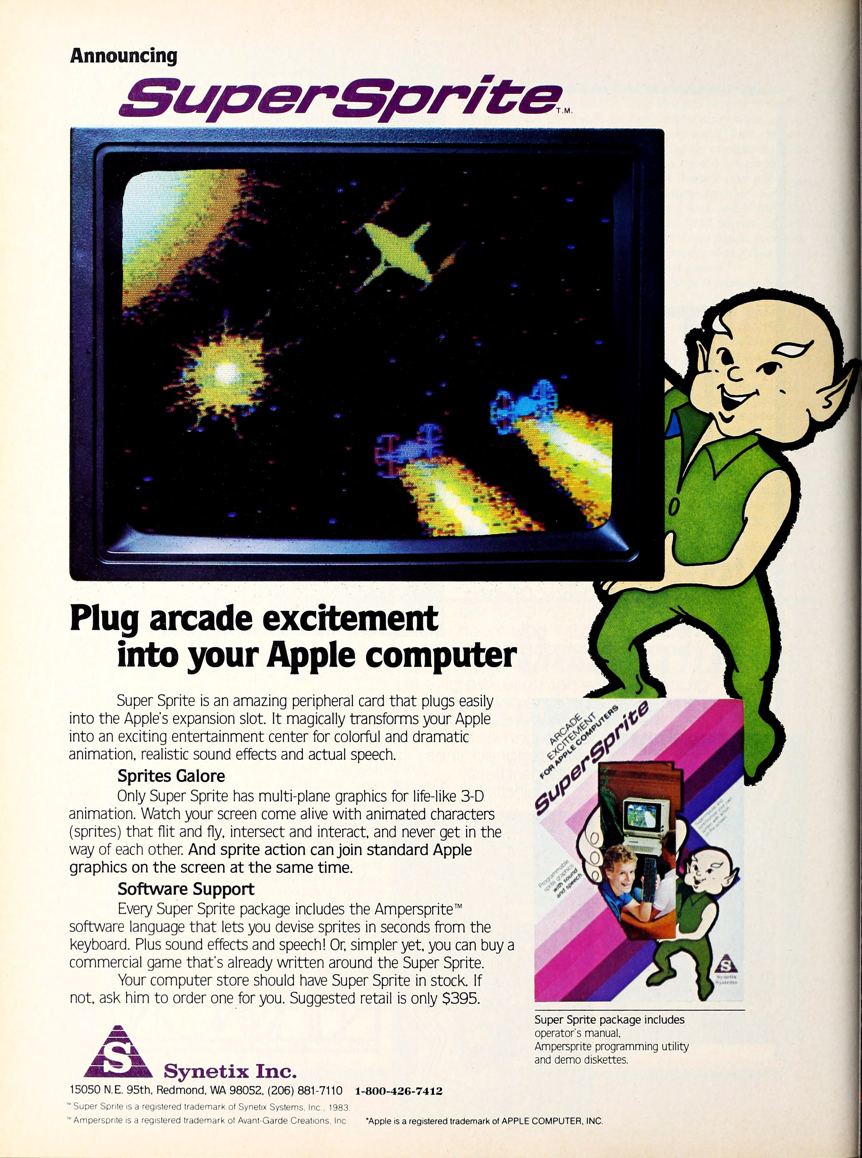 Announcing
SuperSprite T.M.
Plug arcade excitement
into your Apple computer
Super Sprite is an amazing peripheral card that plugs easily
into the Apple's expansion slot. It magically transforms your Apple
into an exciting entertainment center for colorful and dramatic
animation, realistic sound effects and actual speech.
Sprites Galore
Only Super Sprite has multi-plane graphics for life-like 3-D
animation. Watch your screen come alive with animated characters
(sprites) that flit and fly, intersect and interact, and never get in the
way of each other. And sprite action can join standard Apple
graphics on the screen at the same time.
Software Support
Every Super Sprite package includes the Ampersprite™
software language that lets you devise sprites in seconds from the
keyboard. Plus sound effects and speech! Or, simpler yet, you can buy a
commercial game that's already written around the Super Sprite.
Your computer store should have Super Sprite in stock. If
not, ask him to order one for you. Suggested retail is only $395.
ARCADE
EXCITEMENT
FOR APPLE COMPUTERS
SuperSprite
Programmable
sprite graphics
with sound
and speech
S
Synetix
Systems
Super Sprite package includes
operator's manual,
Ampersprite programming utility
and demo diskettes.
S Synetix Inc.
15050 N.E. 95th, Redmond, WA 98052, (206) 881-7110 1-800-426-7412
™ Super Sprite is a registered trademark of Synetix Systems, Inc., 1983.
™ Ampersprite is a registered trademark of Avant-Garde Creations, Inc. *Apple is a registered trademark of APPLE COMPUTER, INC.